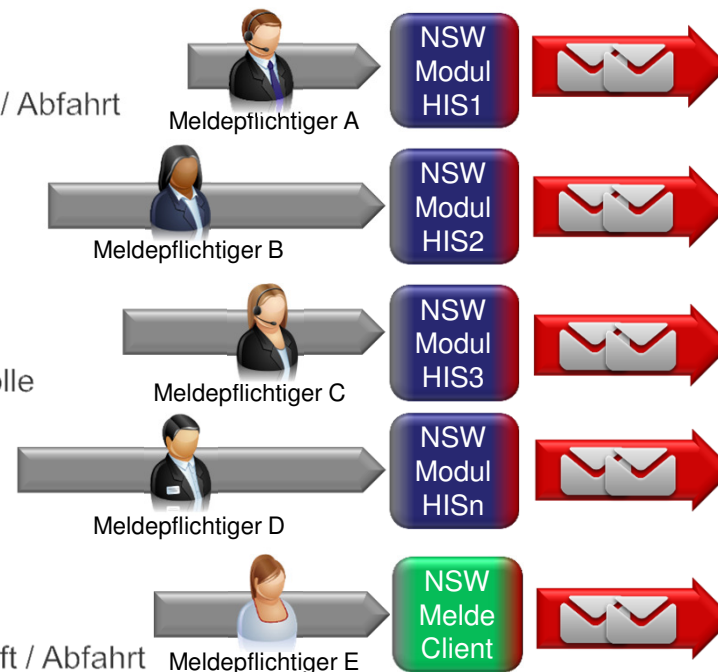 NSW
Modul
HIS1
/ Abfahrt
Meldepflichtiger A
NSW
Modul
HIS2
Meldepflichtiger B
NSW
Modul
HIS3
olle
Meldepflichtiger C
NSW
Modul
HISn
Meldepflichtiger D
NSW
Melde
Client
ft / Abfahrt
Meldepflichtiger E